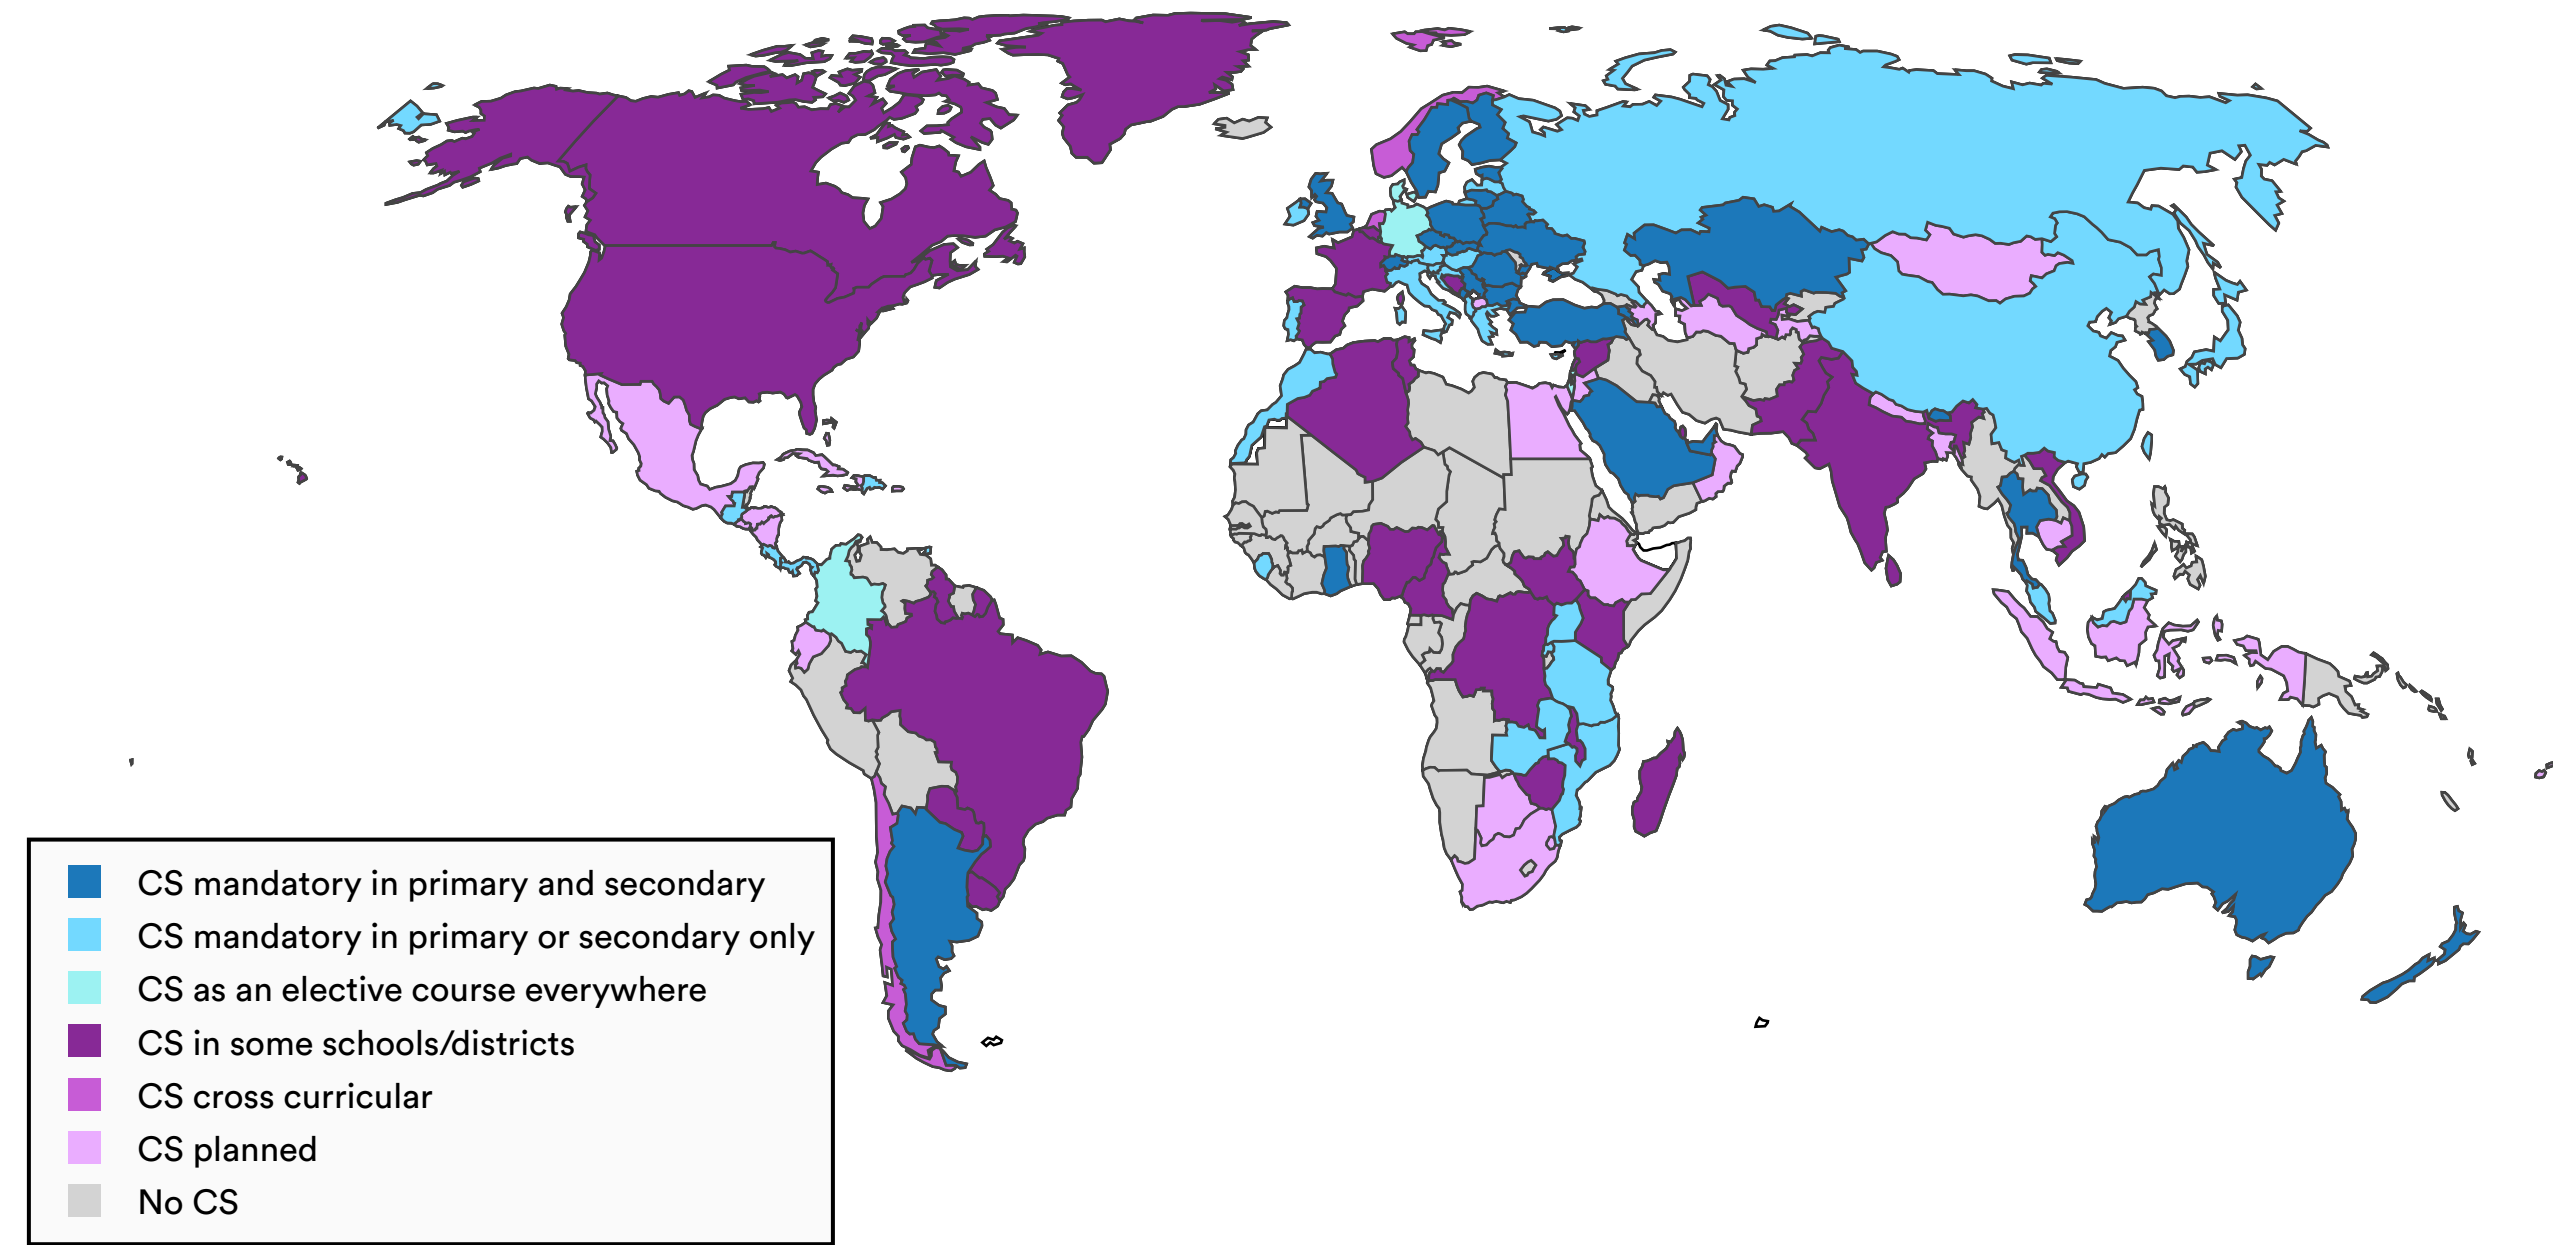 CS mandatory in primary and secondary
CS mandatory in primary or secondary only
CS as an elective course everywhere
CS in some schools/districts
CS cross curricular
CS planned
No CS